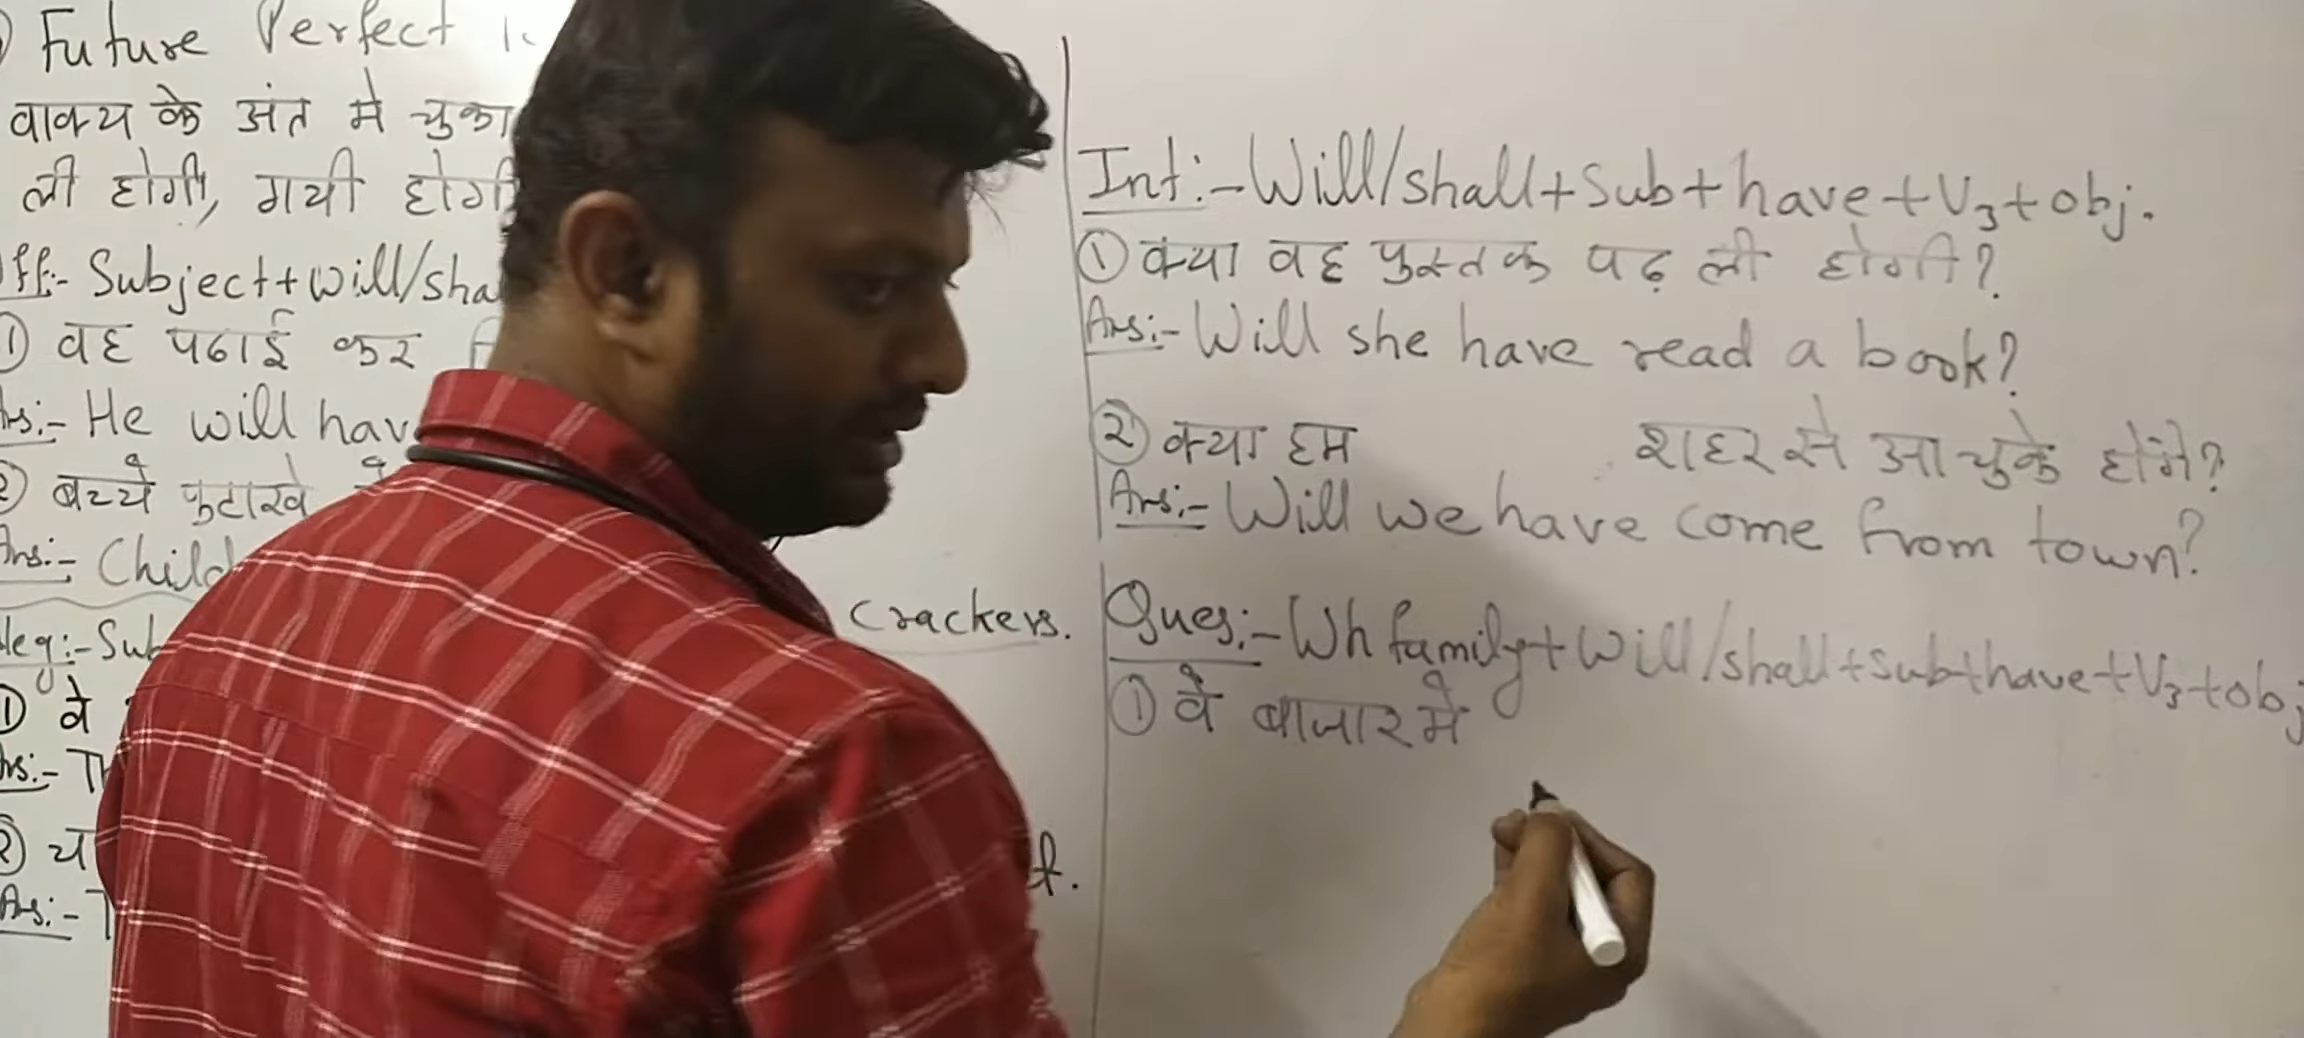 Future Perfect
वाक्य के अंत मे चुका
ली होगी, गयी होगी
ff:- Subject+will/sha
① वह पढाई कर
Ans:- He will hav
② बच्चे फुटाखे
Ans:- Child
crackers.
Neg:- Sub
① वे
Ans:- Th
② य
Ans:- T
Int:- Will/shall+Sub+have+V3+obj.
① क्या वह पुस्तक पढ़ ली होगी?
Ans:- Will she have read a book?
② क्या हम शहर से आ चुके होंगे?
Ans:- Will we have come from town?
Ques:- Wh family+Will/shall+sub+have+V3+obj
① वे बाजार मे